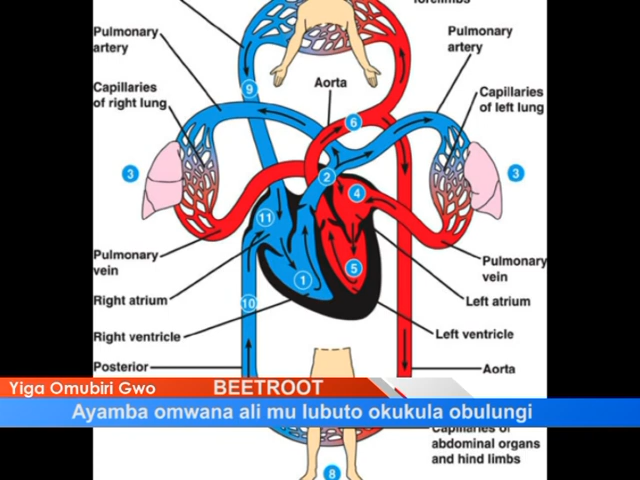 forelimbs
Pulmonary
artery
Pulmonary
artery
Aorta
Capillaries
of right lung
Capillaries
of left lung
9
6
3
3
2
4
11
5
1
10
Pulmonary
vein
Pulmonary
vein
Right atrium
Left atrium
Right ventricle
Left ventricle
Posterior
Aorta
Yiga Omubiri Gwo
BEETROOT
Ayamba omwana ali mu lubuto okukula obulungi
Capillaries of
abdominal organs
and hind limbs
8